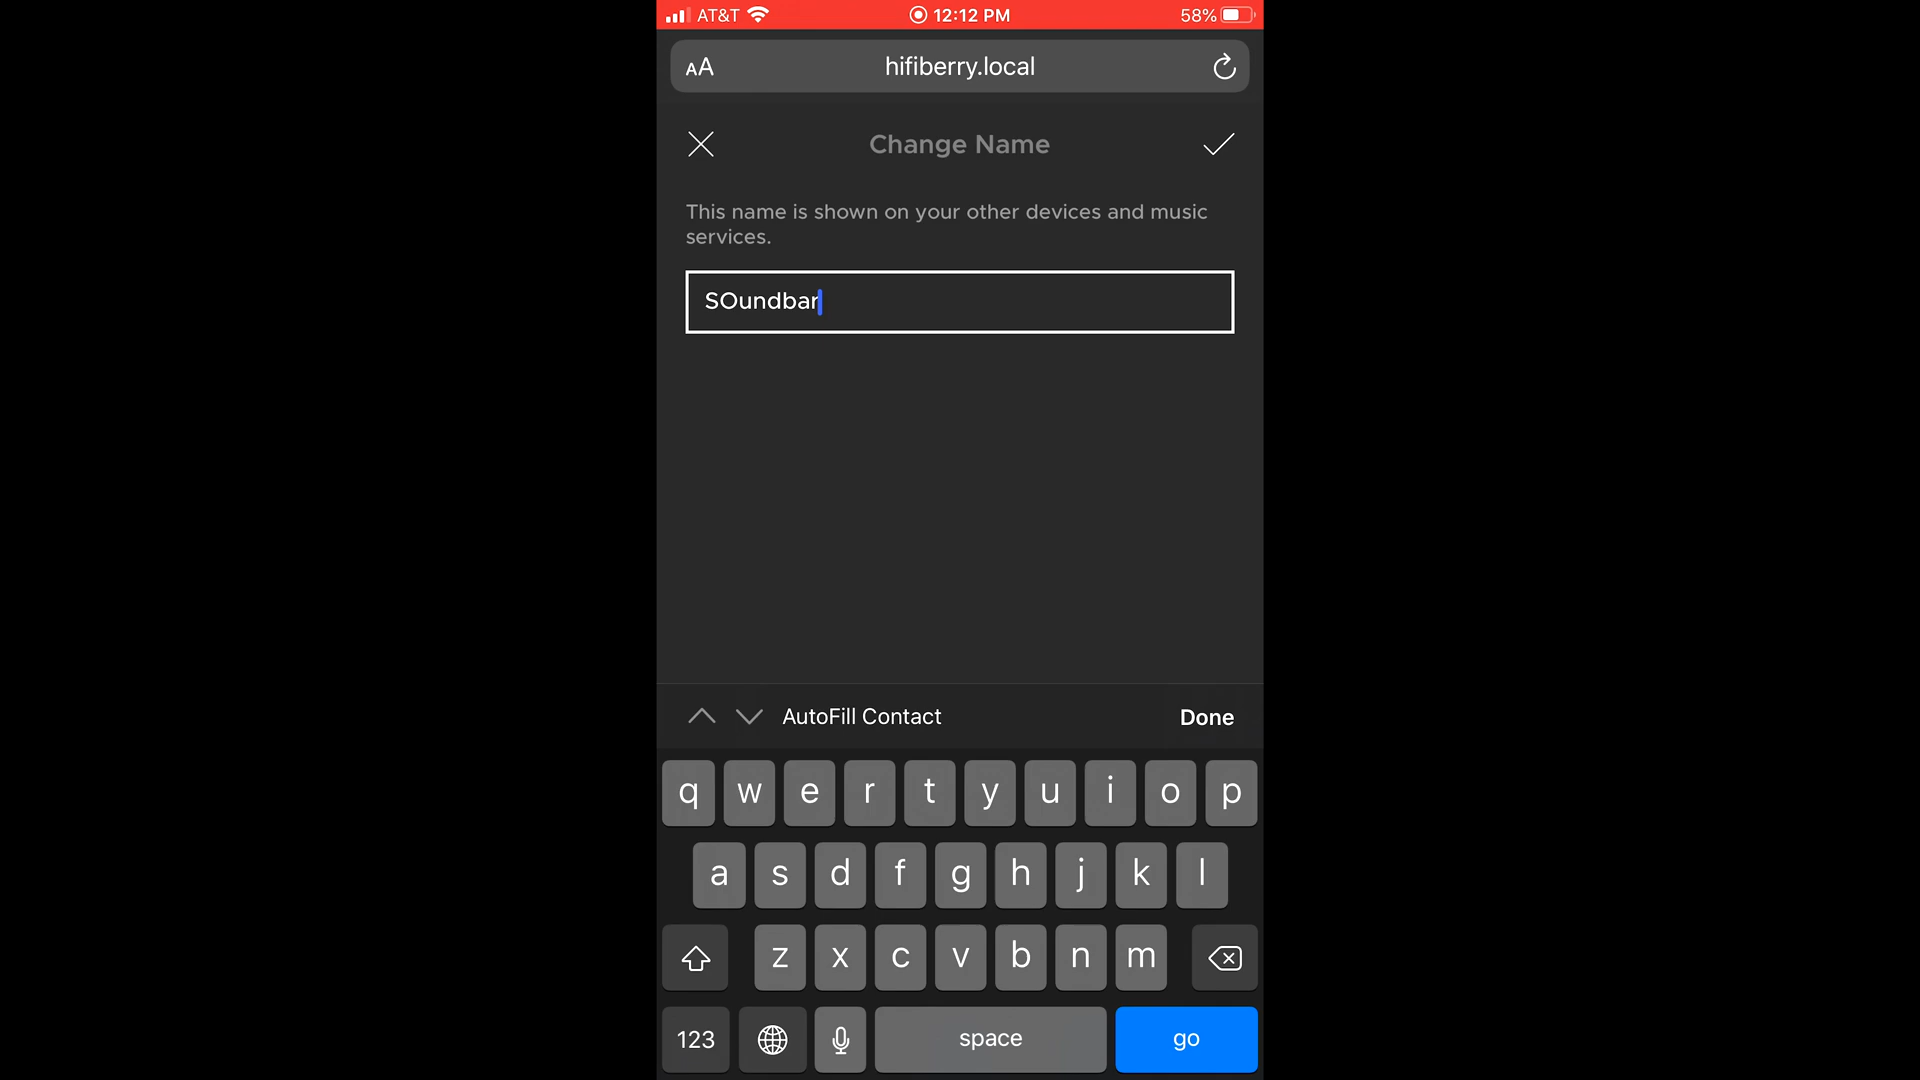 AT&T 12:12 PM 58%
AA hifiberry.local
Change Name
This name is shown on your other devices and music
services.
SOundbar
AutoFill Contact Done
q w e r t y u i o p
a s d f g h j k l
z x c v b n m
123 space go